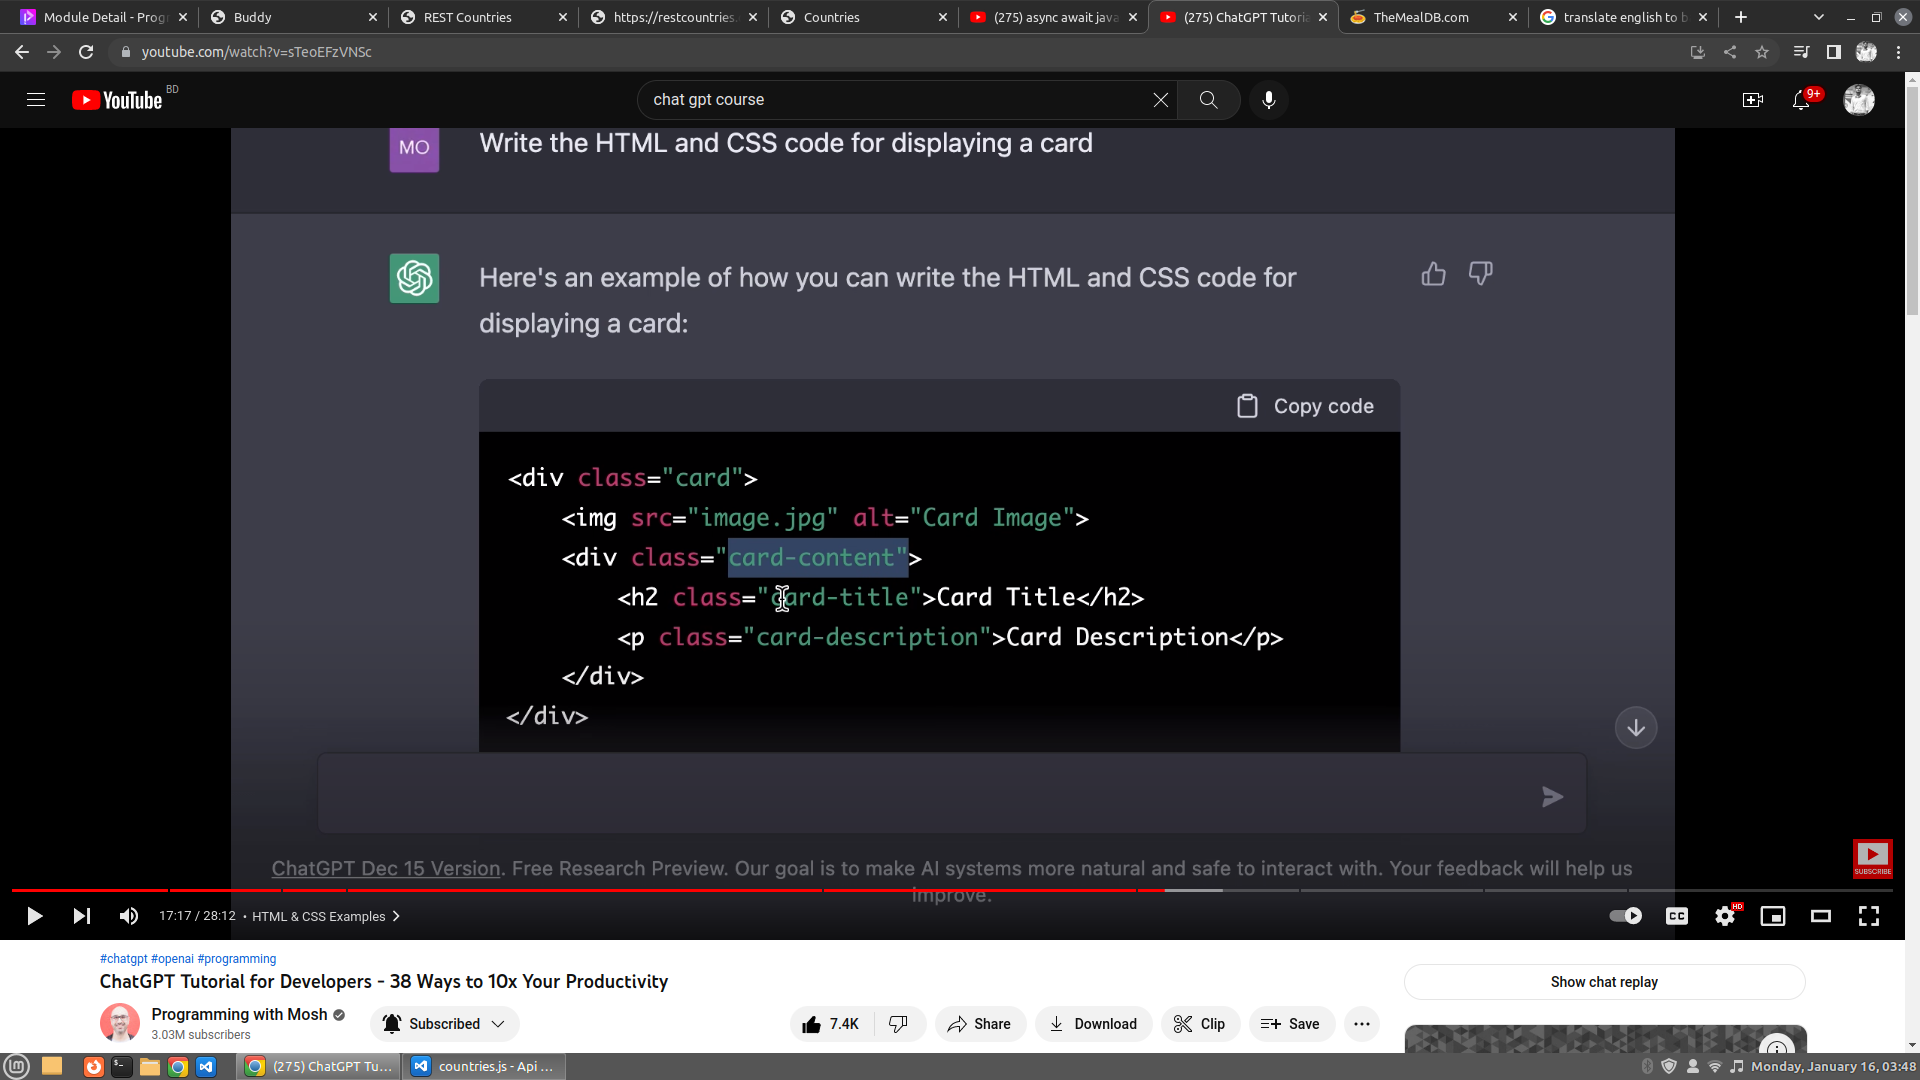 Module Detail - Prog
Buddy
REST Countries
https://restcountries.
Countries
(275) async await java
(275) ChatGPT Tutoria
TheMealDB.com
translate english to b
youtube.com/watch?v=sTeoEFzVNSc
YouTube BD
chat gpt course
9+
MO
Write the HTML and CSS code for displaying a card
Here's an example of how you can write the HTML and CSS code for
displaying a card:
Copy code
<div class="card">
<img src="image.jpg" alt="Card Image">
<div class="card-content">
<h2 class="card-title">Card Title</h2>
<p class="card-description">Card Description</p>
</div>
</div>
ChatGPT Dec 15 Version. Free Research Preview. Our goal is to make AI systems more natural and safe to interact with. Your feedback will help us
improve.
SUBSCRIBE
17:17 / 28:12 • HTML & CSS Examples
CC
HD
#chatgpt #openai #programming
ChatGPT Tutorial for Developers - 38 Ways to 10x Your Productivity
Show chat replay
Programming with Mosh
3.03M subscribers
Subscribed
7.4K
Share
Download
Clip
Save
(275) ChatGPT Tu...
countries.js - Api ...
Monday, January 16, 03:48